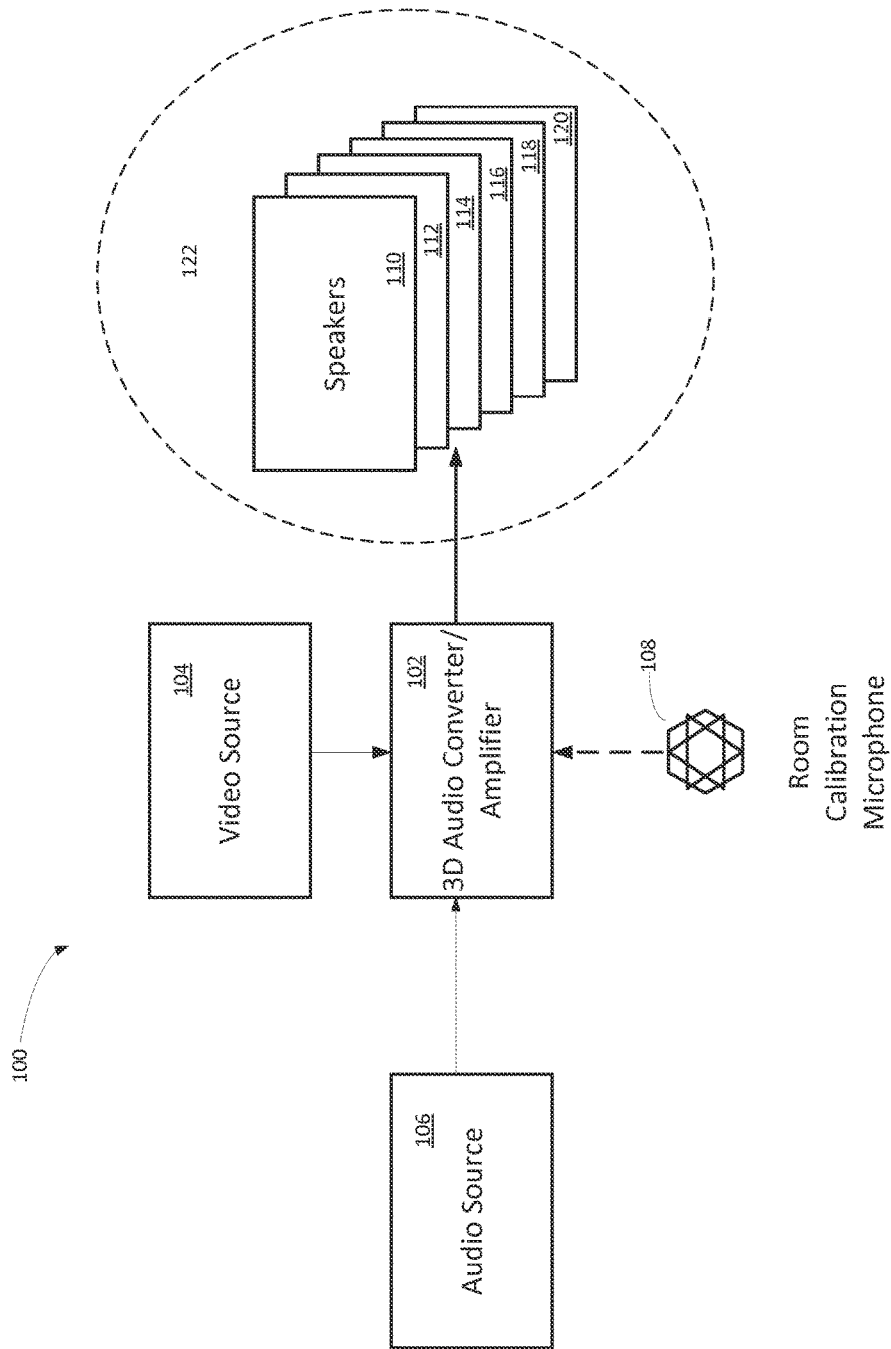 100
104
Video Source
122
Speakers
110
112
114
116
118
120
106
Audio Source
102
3D Audio Converter/
Amplifier
108
Room
Calibration
Microphone